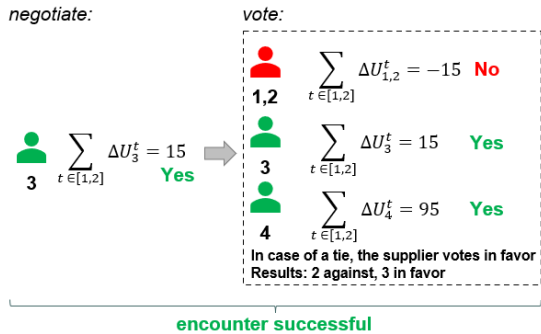 negotiate:
vote:
1,2
∑ t∈[1,2] ΔU^t_{1,2} = −15 No
3
∑ t∈[1,2] ΔU^t_3 = 15
Yes
3
∑ t∈[1,2] ΔU^t_3 = 15 Yes
4
∑ t∈[1,2] ΔU^t_4 = 95 Yes
In case of a tie, the supplier votes in favor
Results: 2 against, 3 in favor
encounter successful